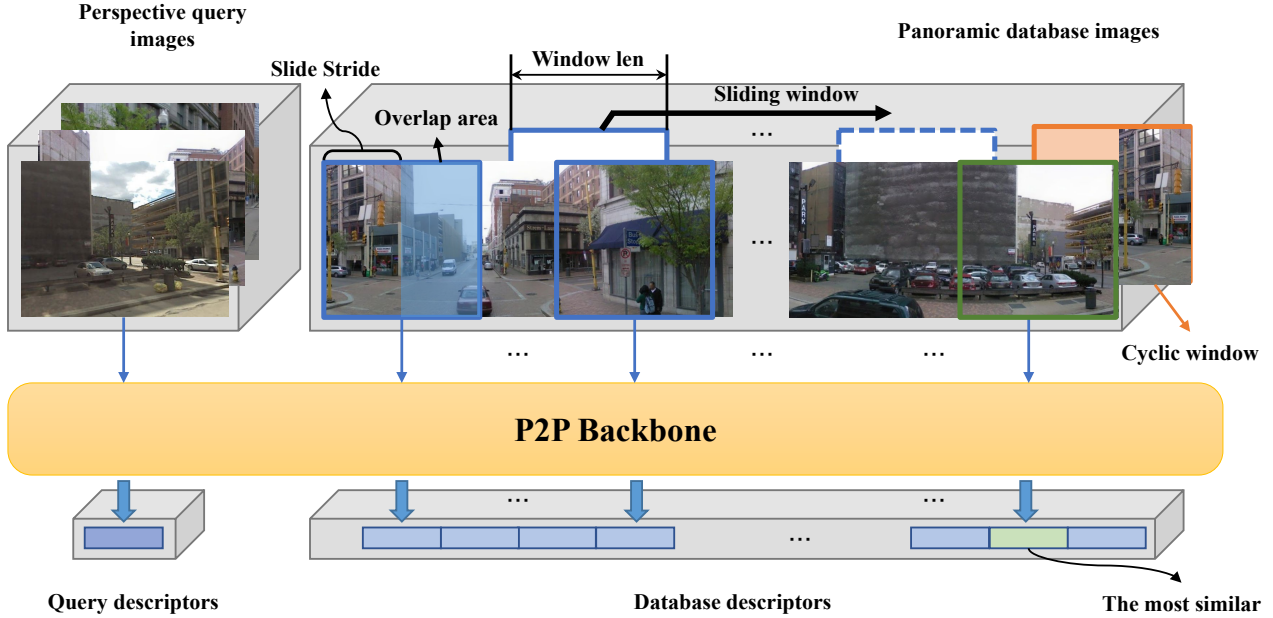 Perspective query
images
Panoramic database images
Window len
Slide Stride
Sliding window
Overlap area
...
PARK
...
Cyclic window
...
...
...
P2P Backbone
...
...
...
Query descriptors
Database descriptors
The most similar